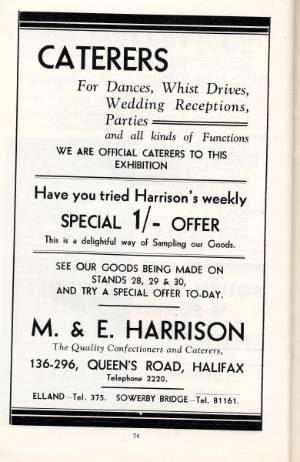 CATERERS
For Dances, Whist Drives,
Wedding Receptions,
Parties
and all kinds of Functions
WE ARE OFFICIAL CATERERS TO THIS
EXHIBITION
Have you tried Harrison's weekly
SPECIAL 1/- OFFER
This is a delightful way of Sampling our Goods.
SEE OUR GOODS BEING MADE ON
STANDS 28, 29 & 30,
AND TRY A SPECIAL OFFER TO-DAY.
M. & E. HARRISON
The Quality Confectioners and Caterers,
136-296, QUEEN'S ROAD, HALIFAX
Telephone 2220.
ELLAND—Tel. 375. SOWERBY BRIDGE—Tel. 81161.
74